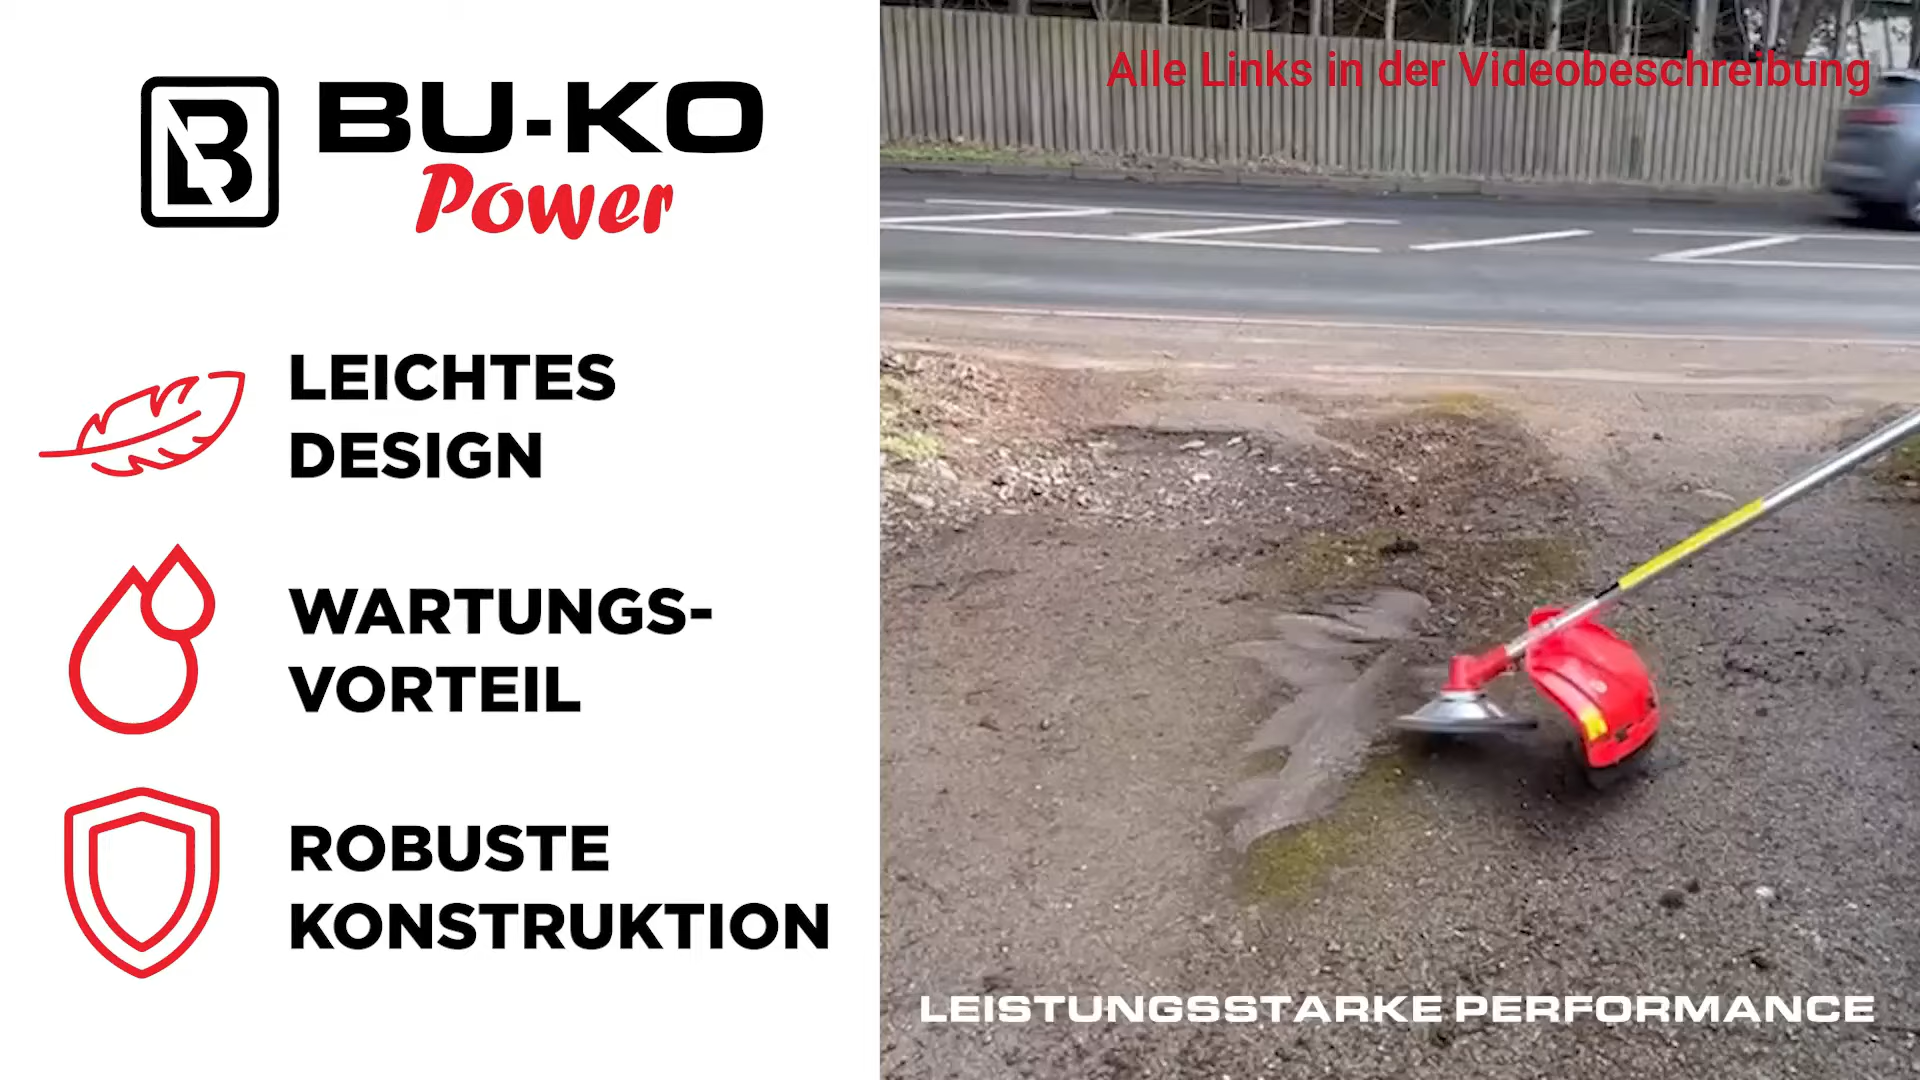 B
BU-KO
Power
LEICHTES
DESIGN
WARTUNGS-
VORTEIL
ROBUSTE
KONSTRUKTION
Alle Links in der Videobeschreibung
LEISTUNGSSTARKE PERFORMANCE